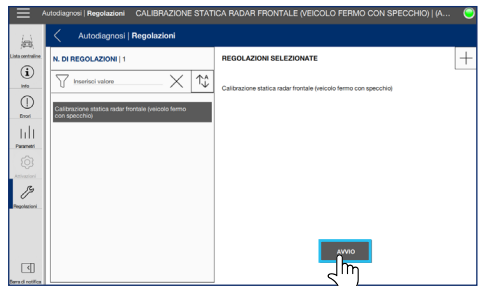 Autodiagnosi | Regolazioni CALIBRAZIONE STATICA RADAR FRONTALE (VEICOLO FERMO CON SPECCHIO) | (A...
Autodiagnosi | Regolazioni
Lista centraline
Info
Errori
Parametri
Attivazioni
Regolazioni
Barra di notifica
N. DI REGOLAZIONI | 1
Inserisci valore
Calibrazione statica radar frontale (veicolo fermo
con specchio)
REGOLAZIONI SELEZIONATE
Calibrazione statica radar frontale (veicolo fermo con specchio)
AVVIO